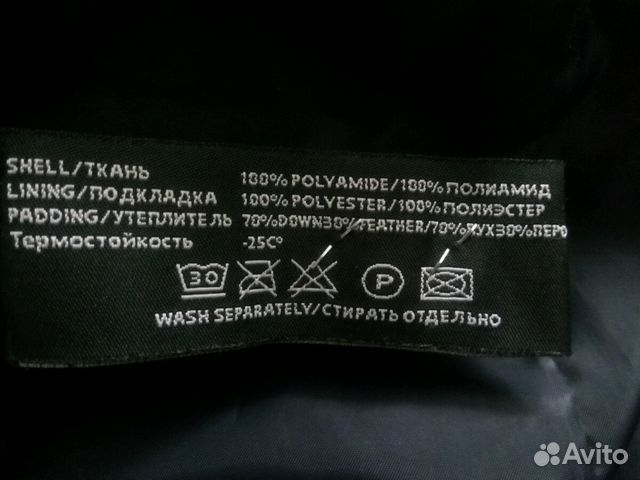 SHELL/ТКАНЬ 100% POLYAMIDE/100% ПОЛИАМИД
LINING/ПОДКЛАДКА 100% POLYESTER/100% ПОЛИЭСТЕР
PADDING/УТЕПЛИТЕЛЬ 70%DOWN30%FEATHER/70%ПУХ30%ПЕРО
Термостойкость -25C°
30 P
WASH SEPARATELY/СТИРАТЬ ОТДЕЛЬНО
Avito